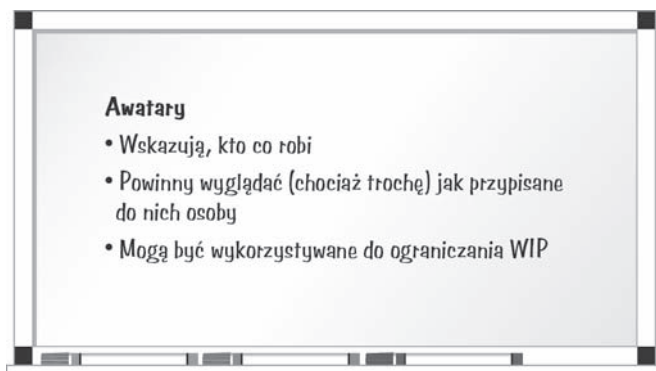 Awatary
• Wskazują, kto co robi
• Powinny wyglądać (chociaż trochę) jak przypisane
do nich osoby
• Mogą być wykorzystywane do ograniczania WIP